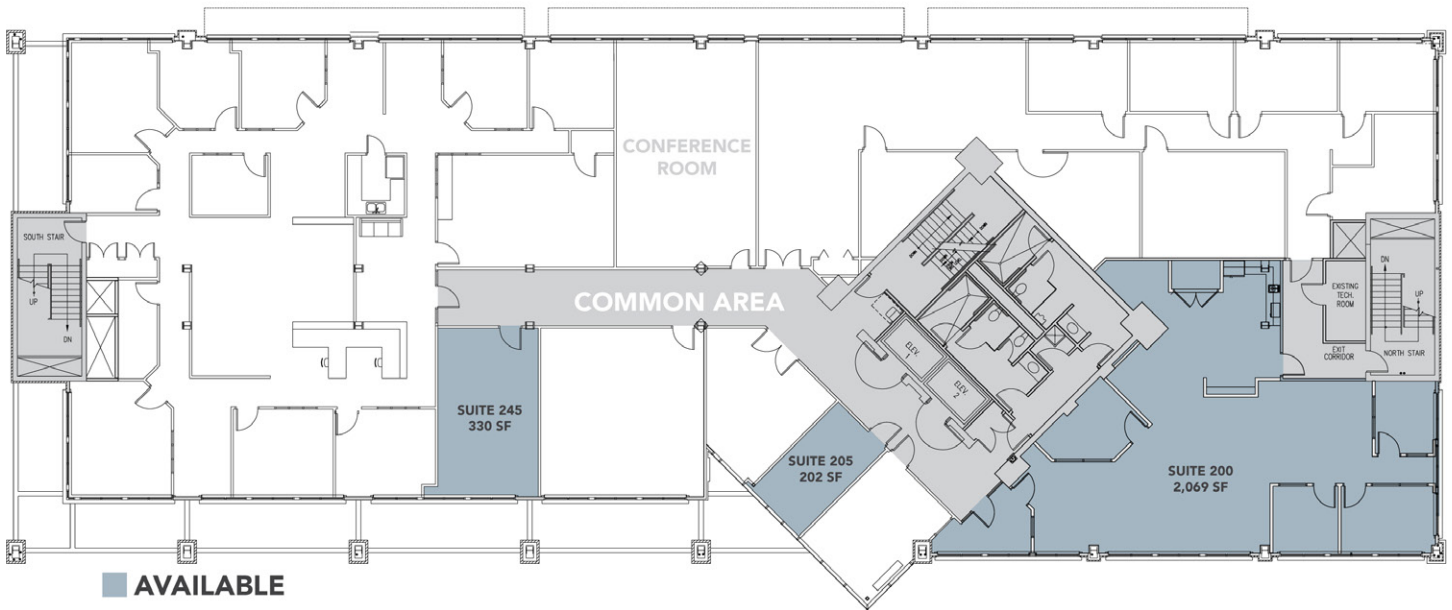 CONFERENCE
ROOM
SOUTH STAIR
UP
DN
COMMON AREA
ELEV.
1
ELEV.
2
EXISTING
TECH.
ROOM
DN
UP
EXIT
CORRIDOR
NORTH STAIR
SUITE 245
330 SF
SUITE 205
202 SF
SUITE 200
2,069 SF
AVAILABLE